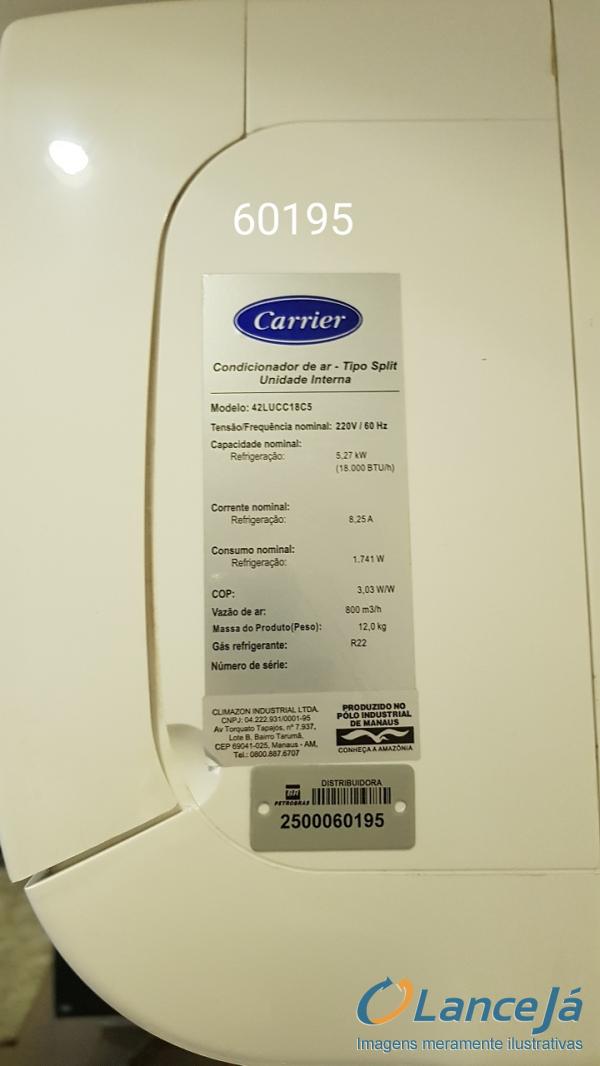 60195
Carrier
Condicionador de ar - Tipo Split
Unidade Interna
Modelo: 42LUCC18C5
Tensão/Frequência nominal: 220V / 60 Hz
Capacidade nominal:
Refrigeração: 5,27 kW
(18.000 BTU/h)
Corrente nominal:
Refrigeração: 8,25 A
Consumo nominal:
Refrigeração: 1.741 W
COP: 3,03 W/W
Vazão de ar: 800 m3/h
Massa do Produto(Peso): 12,0 kg
Gás refrigerante: R22
Número de série:
CLIMAZON INDUSTRIAL LTDA.
CNPJ: 04.222.931/0001-95
Av Torquato Tapajós, nº 7.937,
Lote B. Bairro Tarumã,
CEP 69041-025, Manaus - AM,
Tel.: 0800.887.6707
PRODUZIDO NO
PÓLO INDUSTRIAL
DE MANAUS
CONHEÇA A AMAZÔNIA
DISTRIBUIDORA
BR
PETROBRAS
2500060195
LanceJá
Imagens meramente ilustrativas